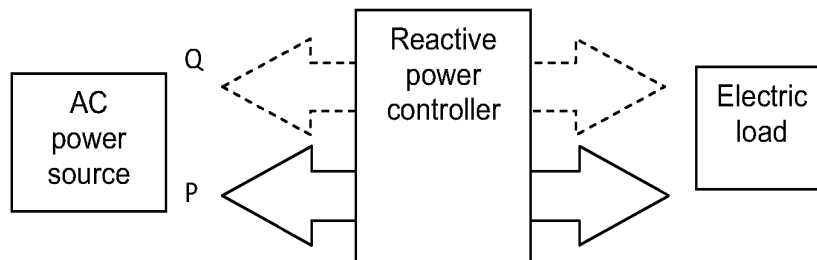 Q
AC
power
source
P
Reactive
power
controller
Electric
load